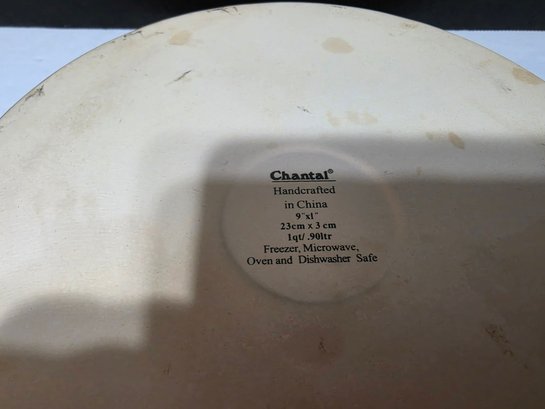 Chantal®
Handcrafted
in China
9"x1"
23cm x 3 cm
1qt/ .90ltr
Freezer, Microwave,
Oven and Dishwasher Safe